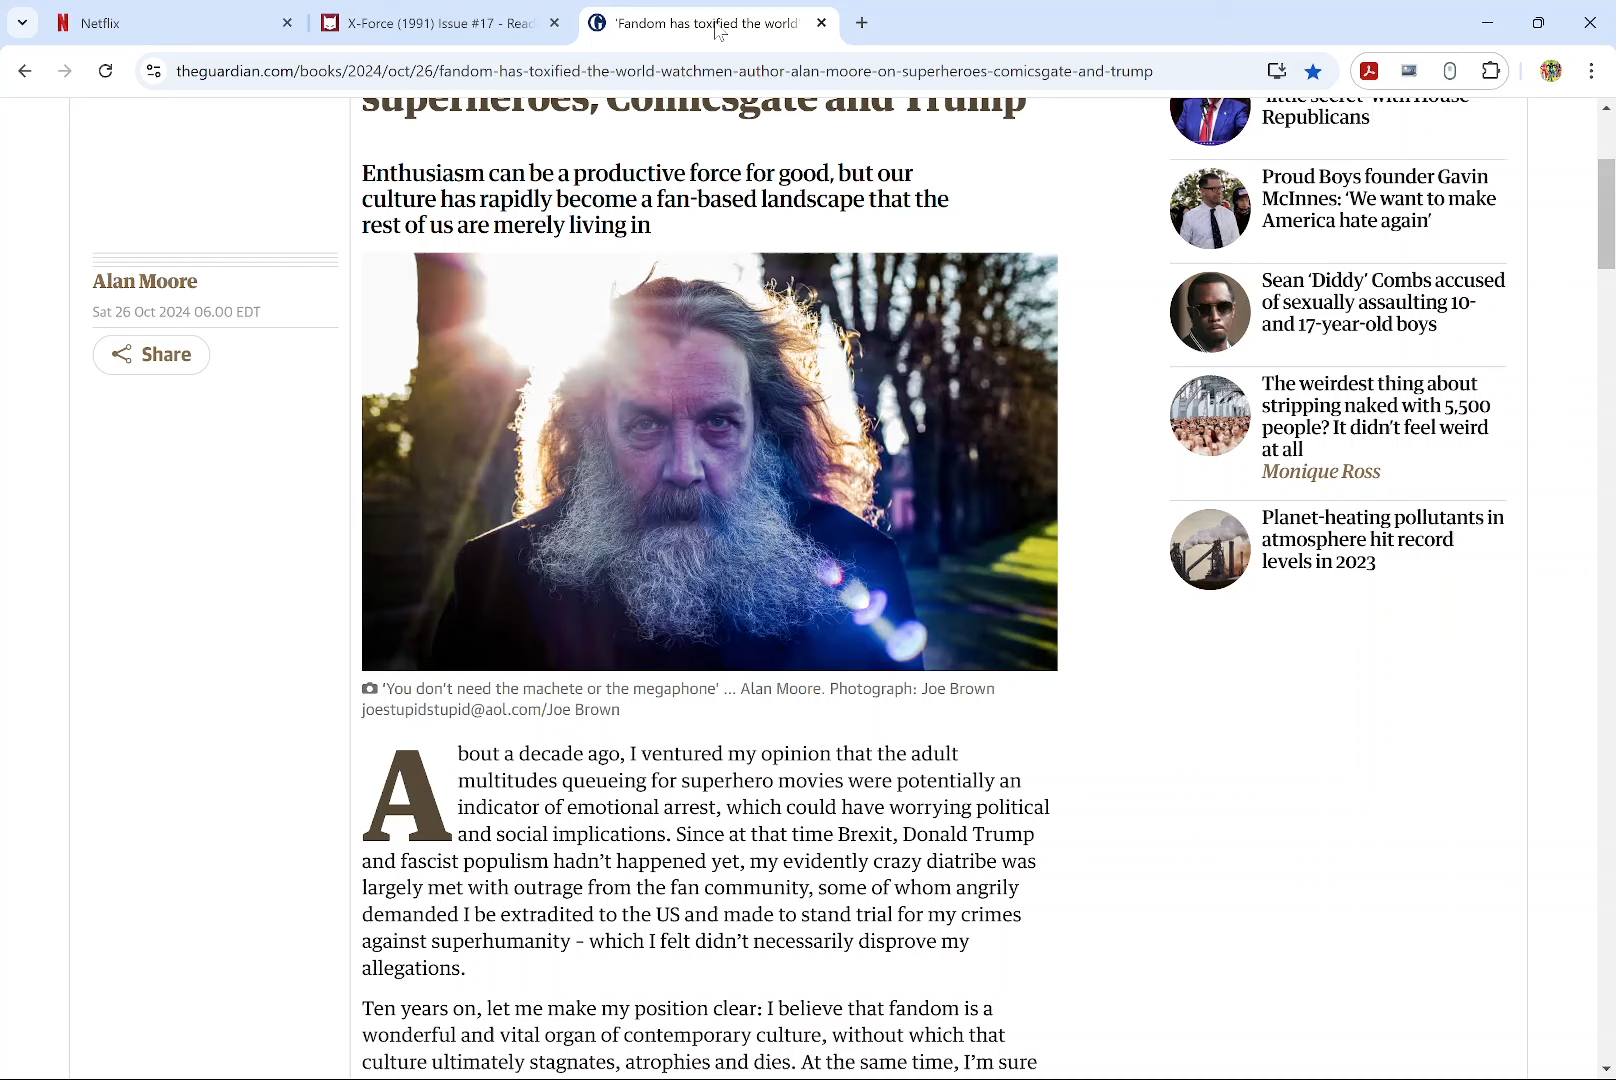 Netflix
X-Force (1991) Issue #17 - Read
'Fandom has toxified the world'
theguardian.com/books/2024/oct/26/fandom-has-toxified-the-world-watchmen-author-alan-moore-on-superheroes-comicsgate-and-trump
superheroes, Comicsgate and Trump
Enthusiasm can be a productive force for good, but our
culture has rapidly become a fan-based landscape that the
rest of us are merely living in
Alan Moore
Sat 26 Oct 2024 06.00 EDT
Share
'You don't need the machete or the megaphone' ... Alan Moore. Photograph: Joe Brown
joestupidstupid@aol.com/Joe Brown
About a decade ago, I ventured my opinion that the adult
multitudes queueing for superhero movies were potentially an
indicator of emotional arrest, which could have worrying political
and social implications. Since at that time Brexit, Donald Trump
and fascist populism hadn't happened yet, my evidently crazy diatribe was
largely met with outrage from the fan community, some of whom angrily
demanded I be extradited to the US and made to stand trial for my crimes
against superhumanity – which I felt didn't necessarily disprove my
allegations.
Ten years on, let me make my position clear: I believe that fandom is a
wonderful and vital organ of contemporary culture, without which that
culture ultimately stagnates, atrophies and dies. At the same time, I'm sure
'little secret' with House
Republicans
Proud Boys founder Gavin
McInnes: 'We want to make
America hate again'
Sean 'Diddy' Combs accused
of sexually assaulting 10-
and 17-year-old boys
The weirdest thing about
stripping naked with 5,500
people? It didn't feel weird
at all
Monique Ross
Planet-heating pollutants in
atmosphere hit record
levels in 2023